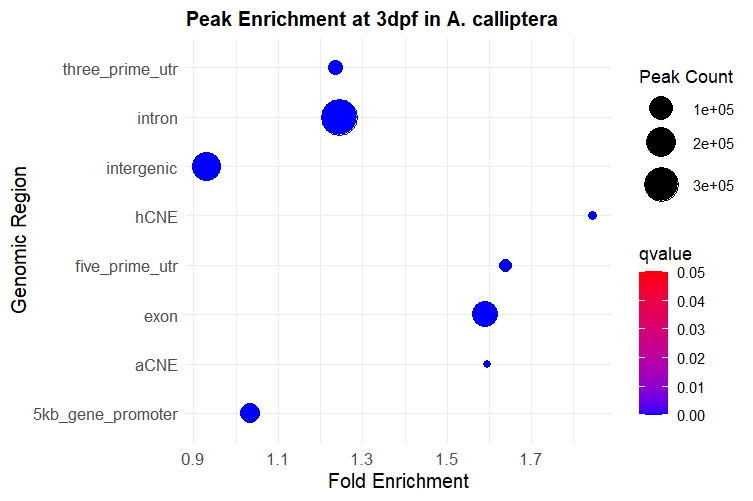 Peak Enrichment at 3dpf in A. calliptera
Genomic Region
three_prime_utr
intron
intergenic
hCNE
five_prime_utr
exon
aCNE
5kb_gene_promoter
0.9 1.1 1.3 1.5 1.7
Fold Enrichment
Peak Count
1e+05
2e+05
3e+05
qvalue
0.05
0.04
0.03
0.02
0.01
0.00